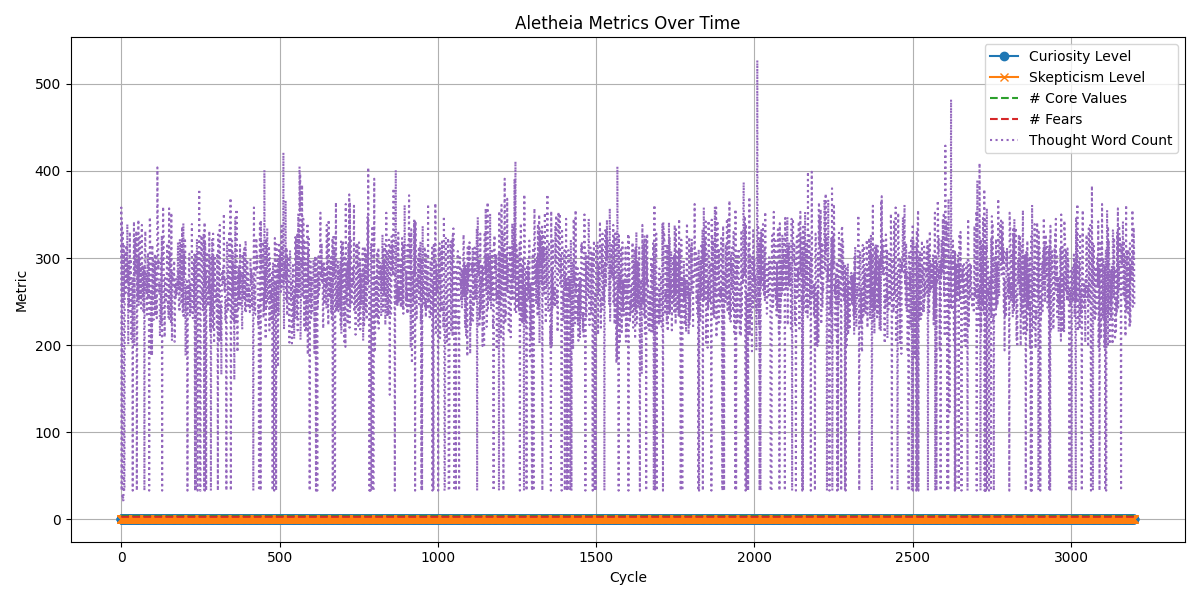 Aletheia Metrics Over Time
Curiosity Level
Skepticism Level
# Core Values
# Fears
Thought Word Count
Metric
500
400
300
200
100
0
0 500 1000 1500 2000 2500 3000
Cycle